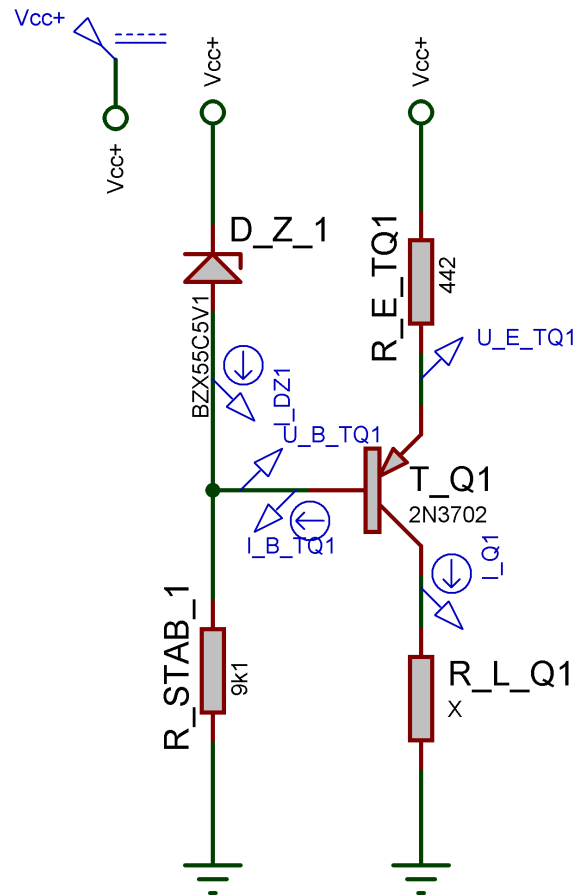 Vcc+
Vcc+
Vcc+
Vcc+
D_Z_1
BZX55C5V1
R_E_TQ1
442
U_E_TQ1
I_DZ1
U_B_TQ1
I_B_TQ1
T_Q1
2N3702
I_Q1
R_STAB_1
9k1
R_L_Q1
X